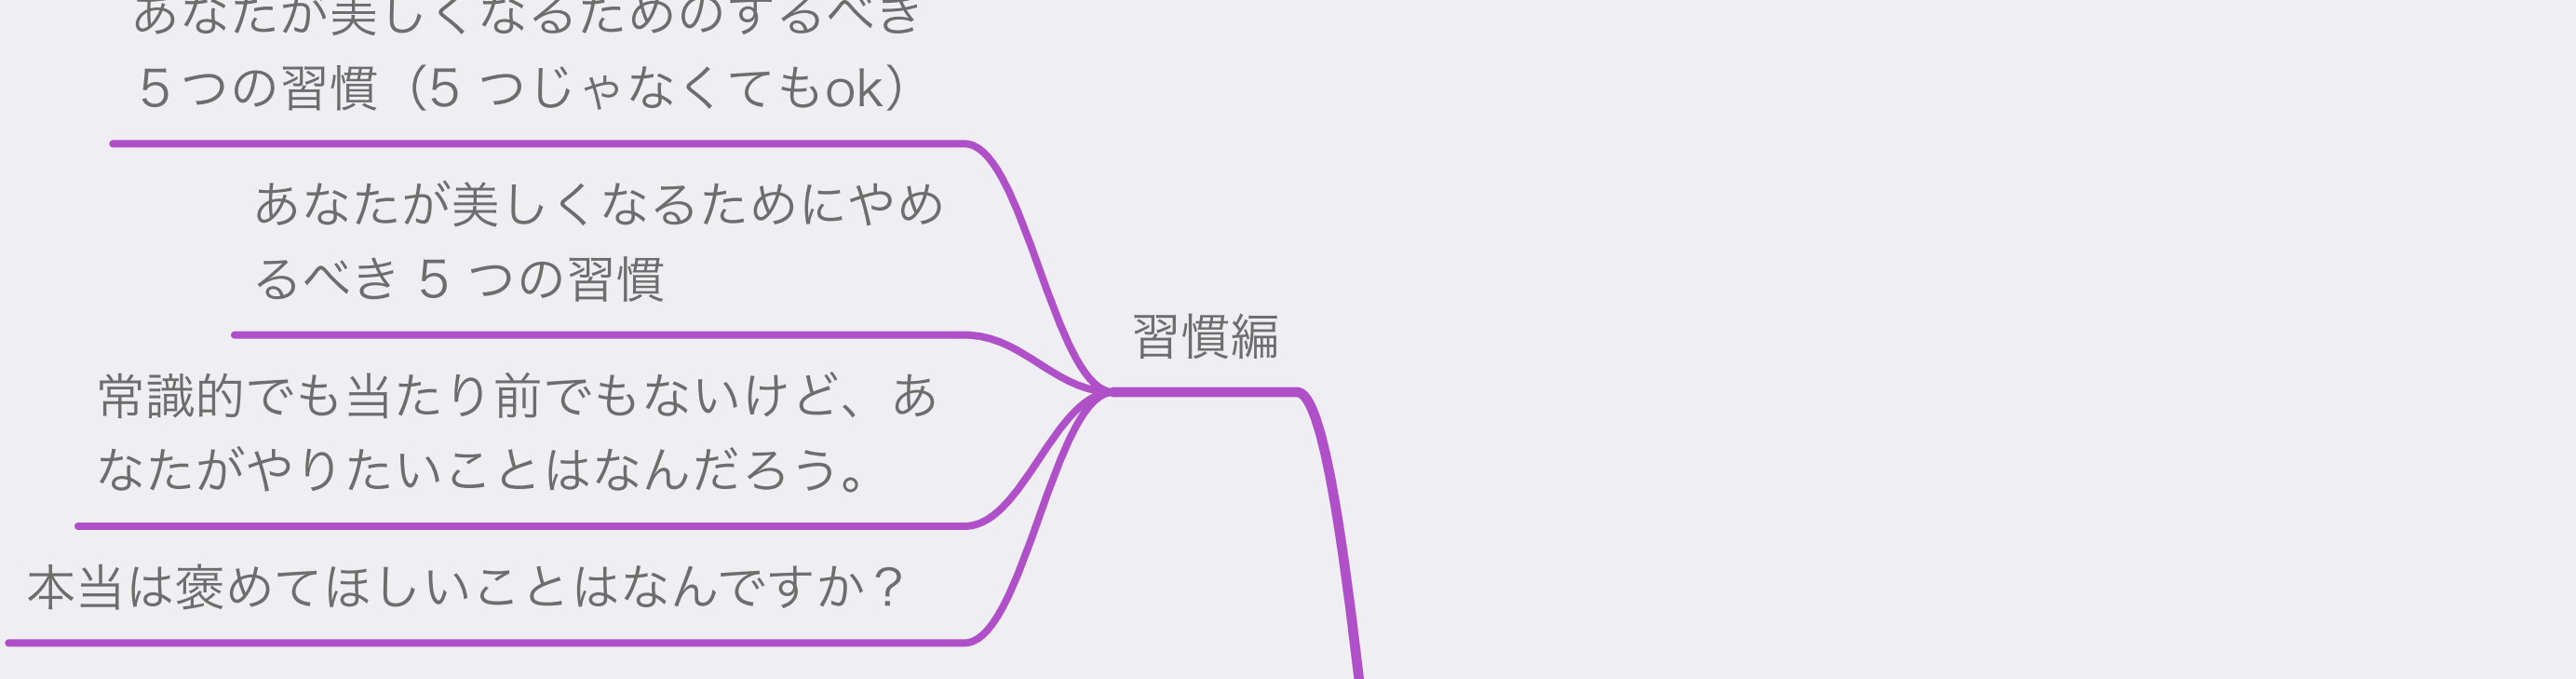 あなたが美しくなるためのするべき
5つの習慣（5 つじゃなくてもok）
あなたが美しくなるためにやめ
るべき 5 つの習慣
習慣編
常識的でも当たり前でもないけど、あ
なたがやりたいことはなんだろう。
本当は褒めてほしいことはなんですか？